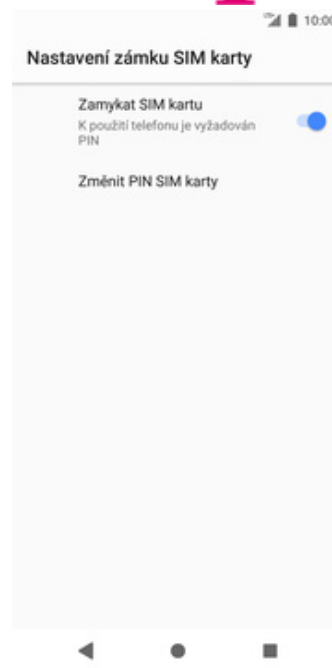 10:00
Nastavení zámku SIM karty
Zamykat SIM kartu
K použití telefonu je vyžadován
PIN
Změnit PIN SIM karty